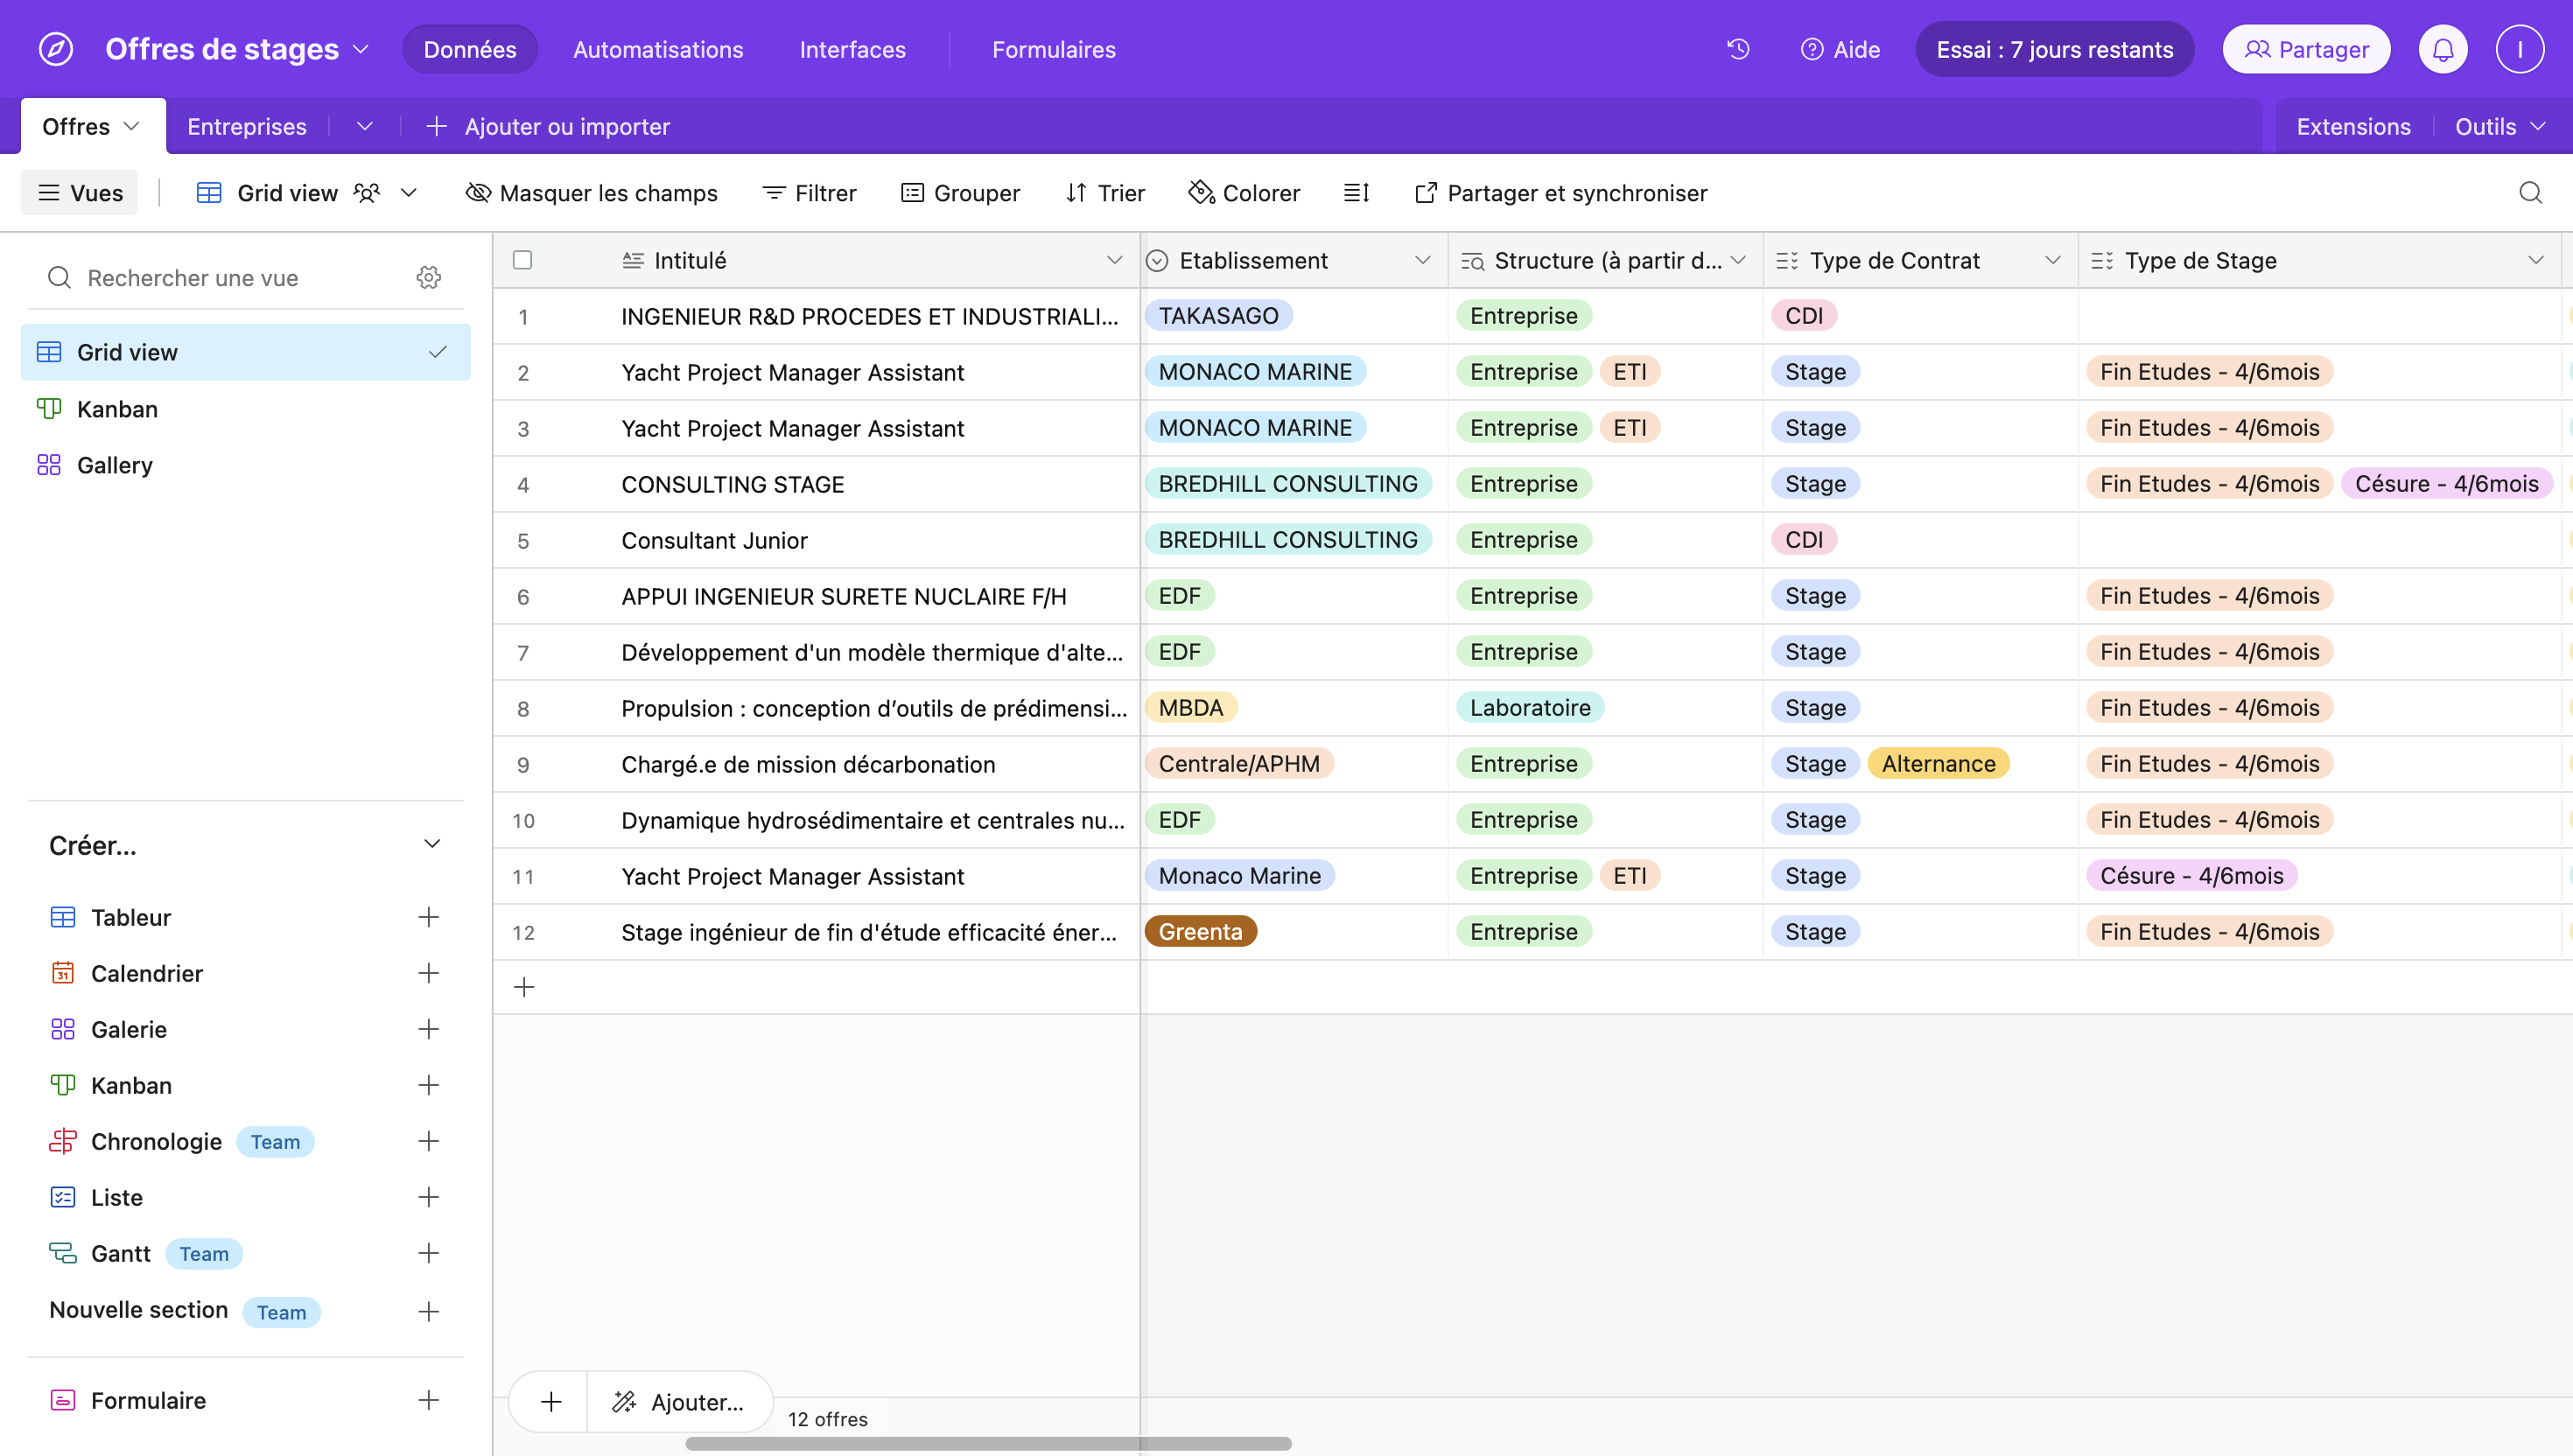 Offres de stages
Données
Automatisations
Interfaces
Formulaires
Aide
Essai : 7 jours restants
Partager
I
Offres
Entreprises
Ajouter ou importer
Extensions
Outils
Vues
Grid view
Masquer les champs
Filtrer
Grouper
Trier
Colorer
Partager et synchroniser
Rechercher une vue
Grid view
Kanban
Gallery
Créer...
Tableur
Calendrier
Galerie
Kanban
Chronologie Team
Liste
Gantt Team
Nouvelle section Team
Formulaire
Intitulé Etablissement Structure (à partir d... Type de Contrat Type de Stage
1 INGENIEUR R&D PROCEDES ET INDUSTRIALI... TAKASAGO Entreprise CDI
2 Yacht Project Manager Assistant MONACO MARINE Entreprise ETI Stage Fin Etudes - 4/6mois
3 Yacht Project Manager Assistant MONACO MARINE Entreprise ETI Stage Fin Etudes - 4/6mois
4 CONSULTING STAGE BREDHILL CONSULTING Entreprise Stage Fin Etudes - 4/6mois Césure - 4/6mois
5 Consultant Junior BREDHILL CONSULTING Entreprise CDI
6 APPUI INGENIEUR SURETE NUCLAIRE F/H EDF Entreprise Stage Fin Etudes - 4/6mois
7 Développement d'un modèle thermique d'alte... EDF Entreprise Stage Fin Etudes - 4/6mois
8 Propulsion : conception d’outils de prédimensi... MBDA Laboratoire Stage Fin Etudes - 4/6mois
9 Chargé.e de mission décarbonation Centrale/APHM Entreprise Stage Alternance Fin Etudes - 4/6mois
10 Dynamique hydrosédimentaire et centrales nu... EDF Entreprise Stage Fin Etudes - 4/6mois
11 Yacht Project Manager Assistant Monaco Marine Entreprise ETI Stage Césure - 4/6mois
12 Stage ingénieur de fin d'étude efficacité éner... Greenta Entreprise Stage Fin Etudes - 4/6mois
Ajouter...
12 offres